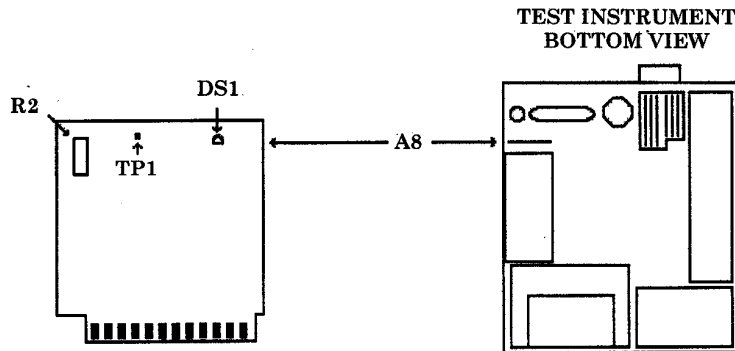 TEST INSTRUMENT
BOTTOM VIEW
DS1
R2
TP1
A8